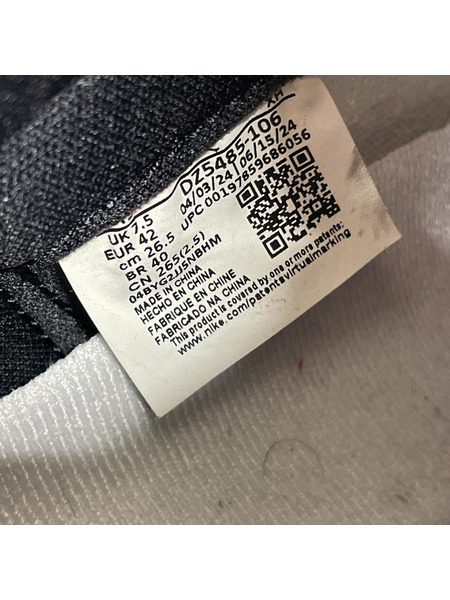 XH
DZ5485-106
04/03/24 /06/15/24
UPC 00197859686056
UK 7.5
EUR 42
cm 26.5
BR 40
CN 265(2.5)
MADE IN CHINA
HECHO EN CHINA
FABRIQUE EN CHINE
FABRICADO NA CHINA
This product is covered by one or more patents:
www.nike.com/patentsvirtualmarking